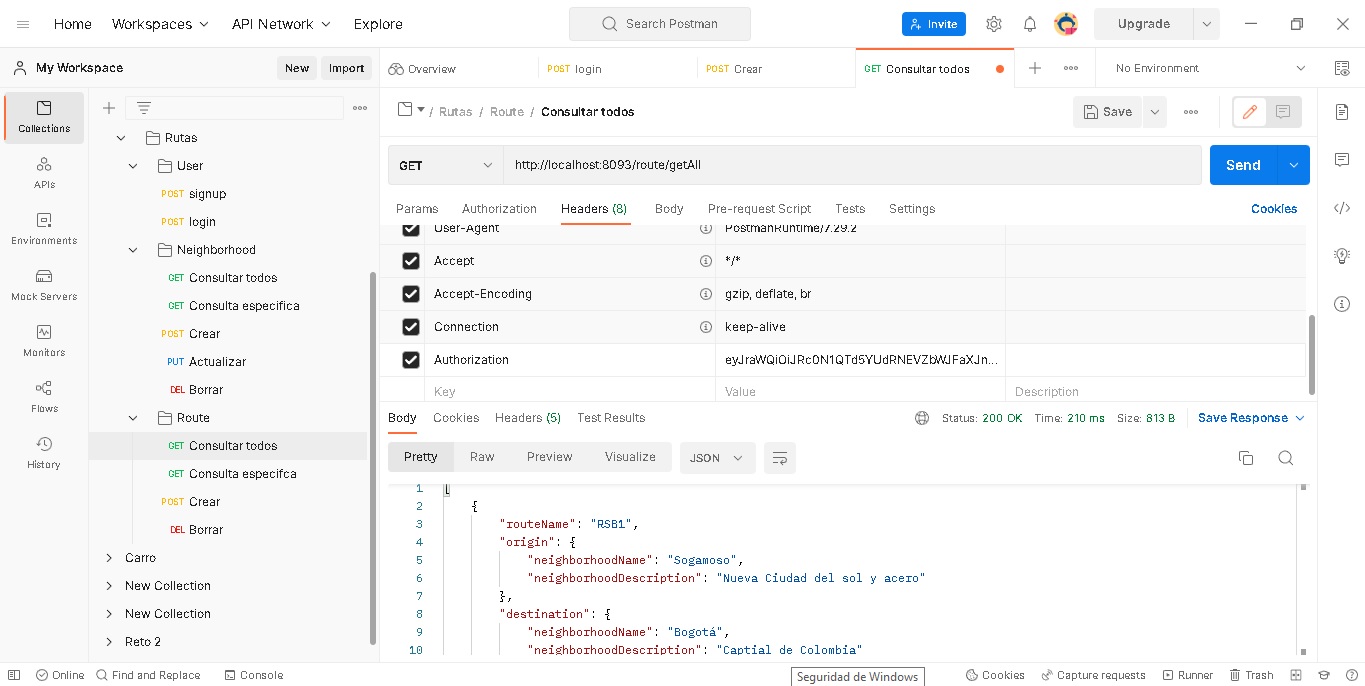 Home Workspaces API Network Explore Search Postman Invite Upgrade
My Workspace New Import Overview POST login POST Crear GET Consultar todos No Environment
Collections
APIs
Environments
Mock Servers
Monitors
Flows
History
Rutas
User
POST signup
POST login
Neighborhood
GET Consultar todos
GET Consulta especifica
POST Crear
PUT Actualizar
DEL Borrar
Route
GET Consultar todos
GET Consulta especifca
POST Crear
DEL Borrar
Carro
New Collection
New Collection
Reto 2
/ Rutas / Route / Consultar todos Save
GET http://localhost:8093/route/getAll Send
Params Authorization Headers (8) Body Pre-request Script Tests Settings Cookies
User-Agent PostmanRuntime/7.29.2
Accept */*
Accept-Encoding gzip, deflate, br
Connection keep-alive
Authorization eyJraWQiOiJRc0N1QTd5YUdRNEVZbWJFaXJn...
Key Value Description
Body Cookies Headers (5) Test Results Status: 200 OK Time: 210 ms Size: 813 B Save Response
Pretty Raw Preview Visualize JSON
1 [
2 {
3 "routeName": "RSB1",
4 "origin": {
5 "neighborhoodName": "Sogamoso",
6 "neighborhoodDescription": "Nueva Ciudad del sol y acero"
7 },
8 "destination": {
9 "neighborhoodName": "Bogotá",
10 "neighborhoodDescription": "Captial de Colombia"
Online Find and Replace Console Seguridad de Windows Cookies Capture requests Runner Trash